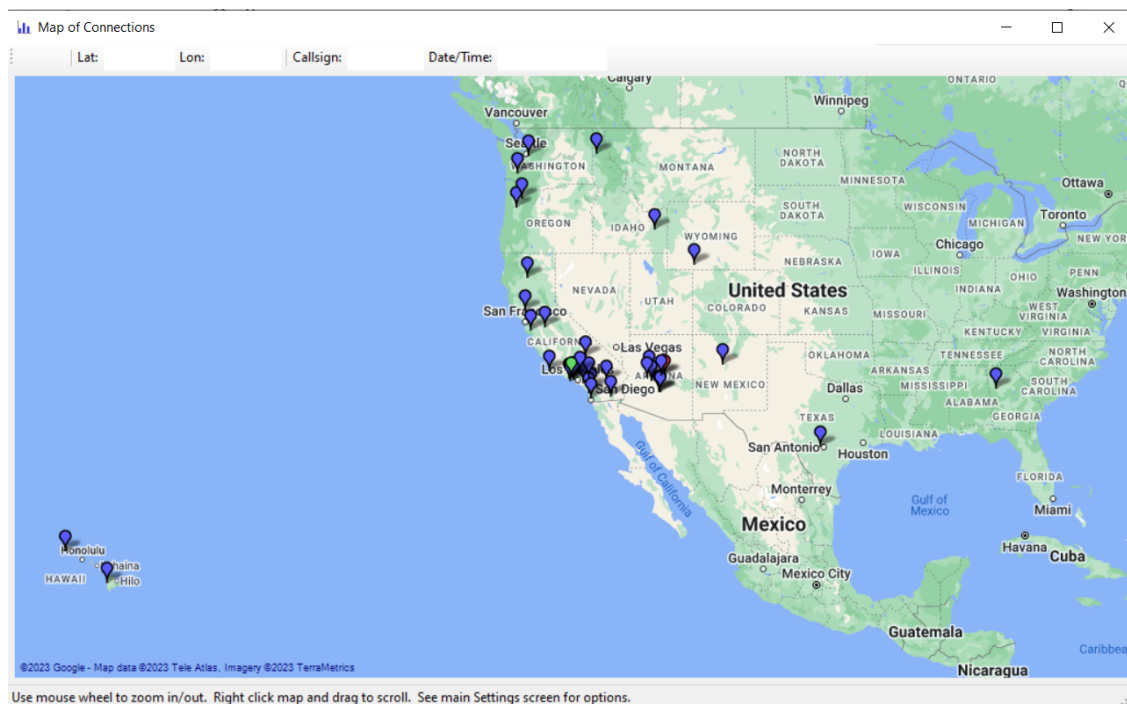 Map of Connections
Lat: Lon: Callsign: Date/Time:
Calgary
ONTARIO
Winnipeg
Vancouver
Seattle
NORTH DAKOTA
WASHINGTON
MONTANA
MINNESOTA
Ottawa
SOUTH DAKOTA
WISCONSIN
Toronto
MICHIGAN
OREGON
IDAHO
WYOMING
NEW YOR
Chicago
IOWA
NEBRASKA
ILLINOIS
OHIO
PENN
INDIANA
United States
Washington
NEVADA
UTAH
COLORADO
KANSAS
MISSOURI
WEST VIRGINIA
San Francisco
KENTUCKY
VIRGINIA
CALIFORN
Las Vegas
OKLAHOMA
TENNESSEE
NORTH CAROLINA
Los
ARKANSAS
NEW MEXICO
San Diego
Dallas
MISSISSIPPI
SOUTH CAROLINA
ALABAMA
TEXAS
GEORGIA
San Antonio
LOUISIANA
Houston
Gulf of California
FLORIDA
Monterrey
Gulf of Mexico
Miami
Mexico
Havana
Cuba
Honolulu
HAWAII
Hilo
Guadalajara
Mexico City
Guatemala
Caribbea
Nicaragua
©2023 Google - Map data ©2023 Tele Atlas, Imagery ©2023 TerraMetrics
Use mouse wheel to zoom in/out. Right click map and drag to scroll. See main Settings screen for options.